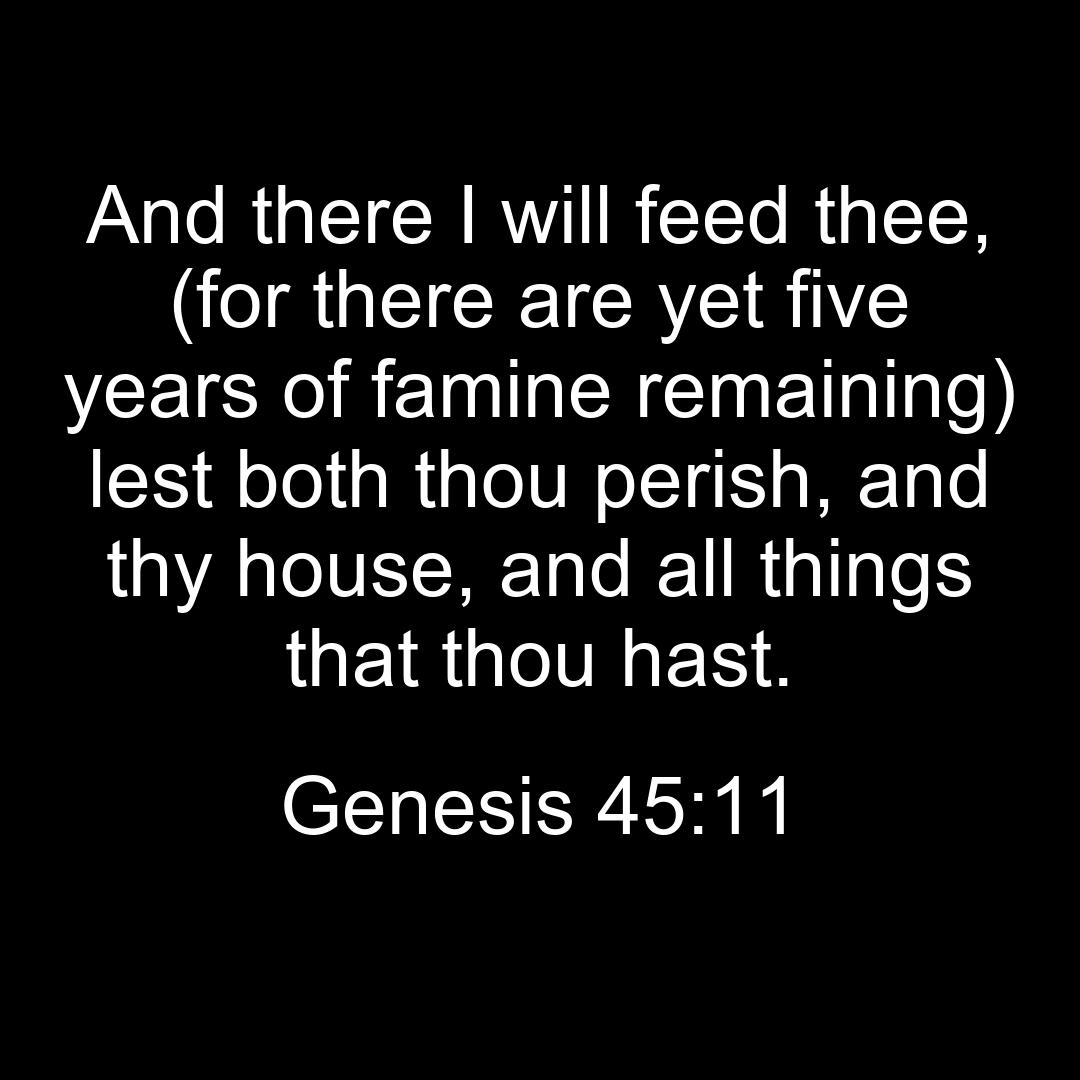 And there I will feed thee,
(for there are yet five
years of famine remaining)
lest both thou perish, and
thy house, and all things
that thou hast.
Genesis 45:11